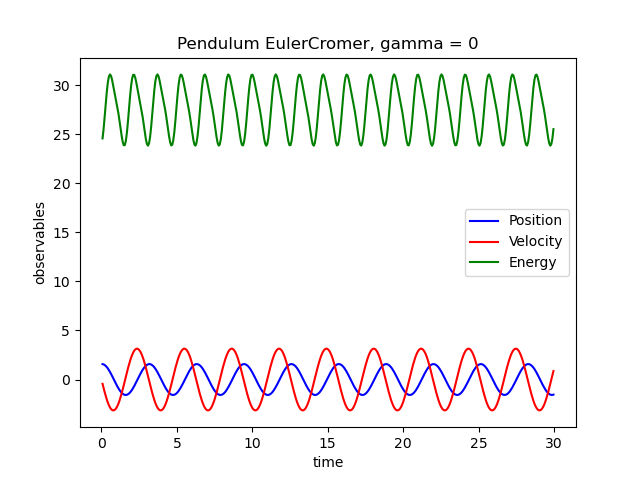 Pendulum EulerCromer, gamma = 0
observables
30
25
20
15
10
5
0
Position
Velocity
Energy
0 5 10 15 20 25 30
time